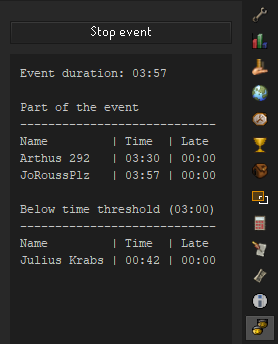 Stop event
Event duration: 03:57
Part of the event
----------------------------
Name         | Time  | Late
Arthus 292   | 03:30 | 00:00
JoRoussPlz   | 03:57 | 00:00
Below time threshold (03:00)
----------------------------
Name         | Time  | Late
Julius Krabs | 00:42 | 00:00